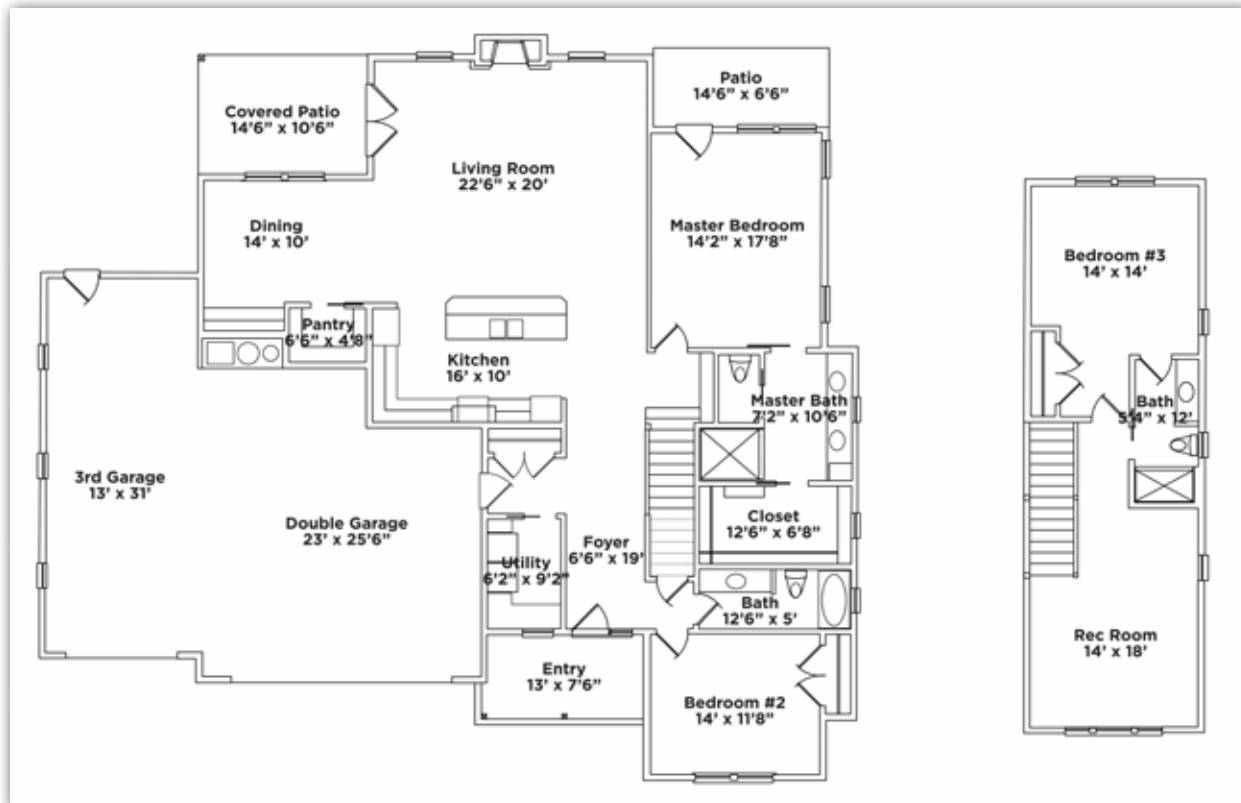 Patio
14'6” x 6'6”
Covered Patio
14'6” x 10'6”
Living Room
22'6” x 20'
Dining
14' x 10'
Master Bedroom
14'2” x 17'8”
Bedroom #3
14' x 14'
Pantry
6'6” x 4'8”
Kitchen
16' x 10'
Master Bath
7'2” x 10'6”
Bath
5'4” x 12'
3rd Garage
13' x 31'
Double Garage
23' x 25'6”
Closet
12'6” x 6'8”
Foyer
6'6” x 19'
Utility
6'2” x 9'2”
Bath
12'6” x 5'
Rec Room
14' x 18'
Entry
13' x 7'6”
Bedroom #2
14' x 11'8”